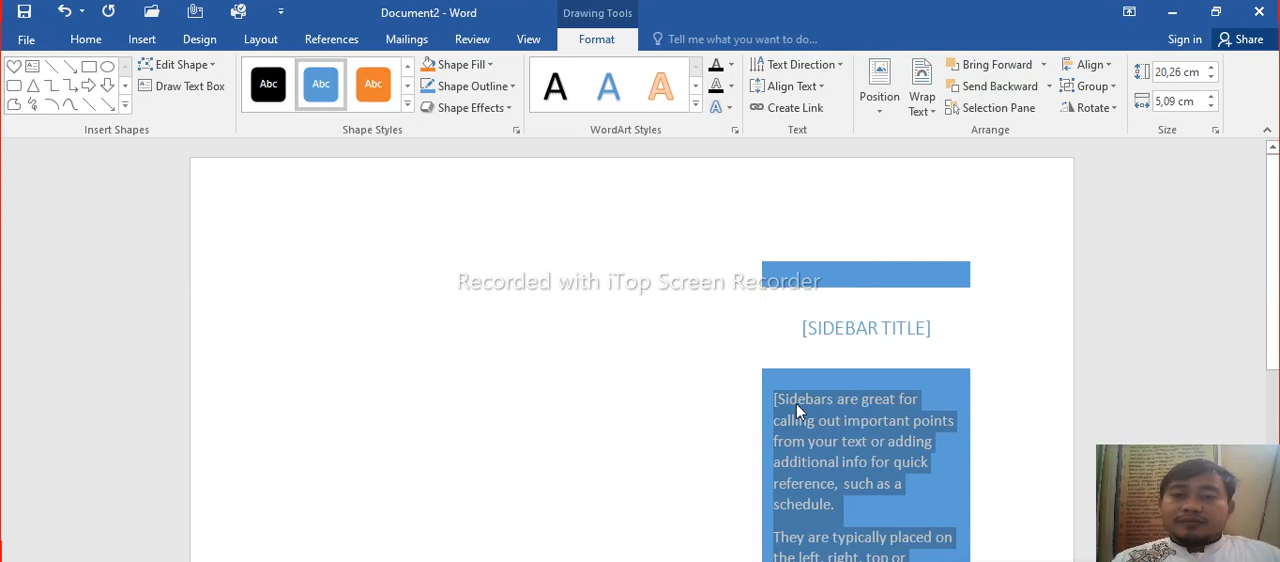 Document2 - Word
Drawing Tools
File Home Insert Design Layout References Mailings Review View Format Tell me what you want to do... Sign in Share
Edit Shape
Draw Text Box
Insert Shapes
Abc Abc Abc
Shape Fill
Shape Outline
Shape Effects
Shape Styles
A A A
A
A
A
WordArt Styles
Text Direction
Align Text
Create Link
Text
Position
Wrap
Text
Bring Forward
Send Backward
Selection Pane
Align
Group
Rotate
Arrange
20,26 cm
5,09 cm
Size
Recorded with iTop Screen Recorder
[SIDEBAR TITLE]
[Sidebars are great for
calling out important points
from your text or adding
additional info for quick
reference, such as a
schedule.
They are typically placed on
the left, right, top or